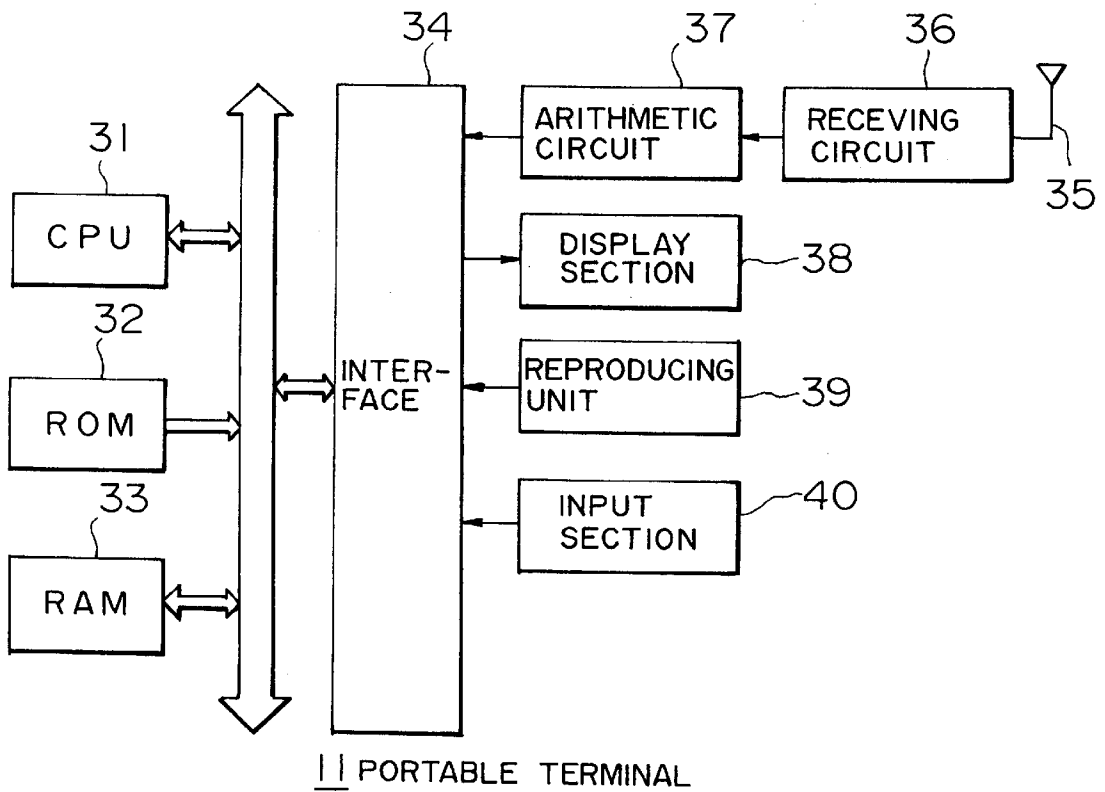 34
37
36
31
ARITHMETIC
CIRCUIT
RECEVING
CIRCUIT
35
CPU
DISPLAY
SECTION
38
32
INTER-
FACE
REPRODUCING
UNIT
39
ROM
33
INPUT
SECTION
40
RAM
11 PORTABLE TERMINAL